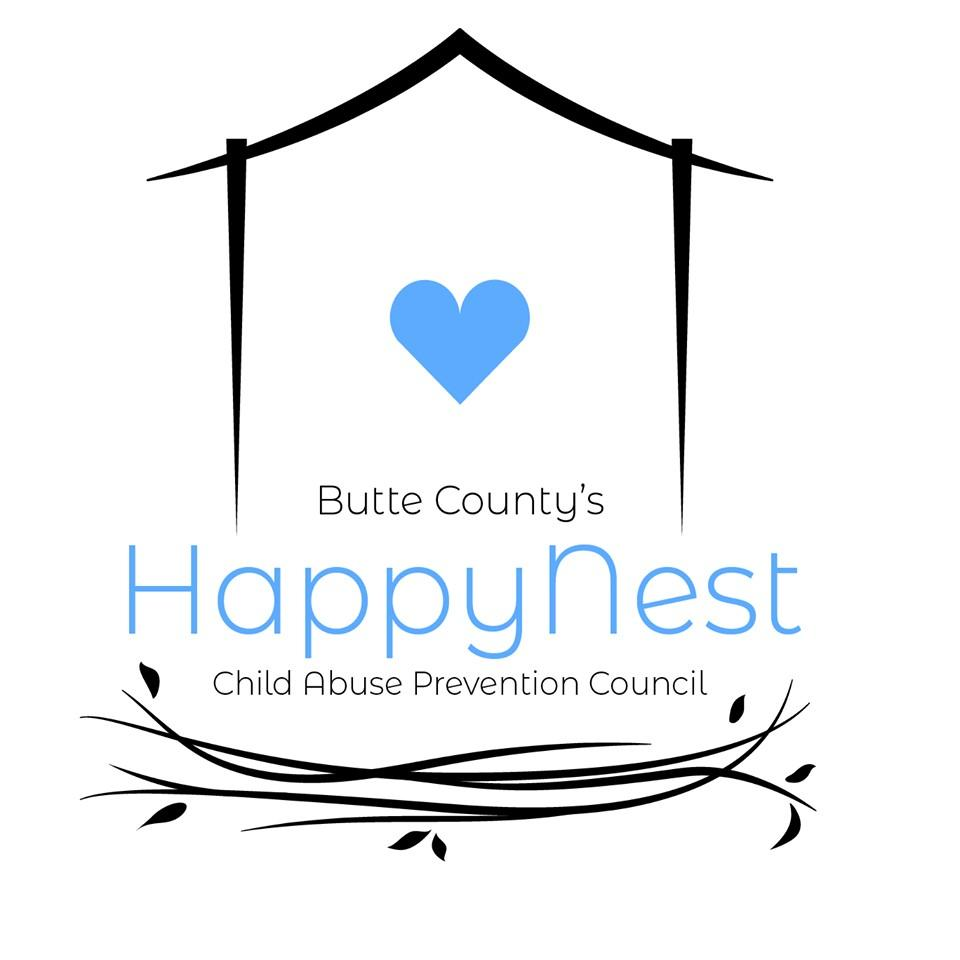 Butte County’s
HappyNest
Child Abuse Prevention Council